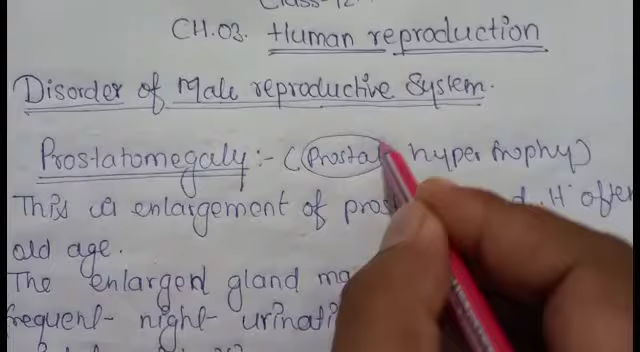 Class-12
CH.03. Human reproduction
Disorder of Male reproductive System.
Prostatomegaly :- (Prostat hypertrophy)
This is enlargement of pros d. It often
old age.
The enlarged gland ma
frequent night urinati